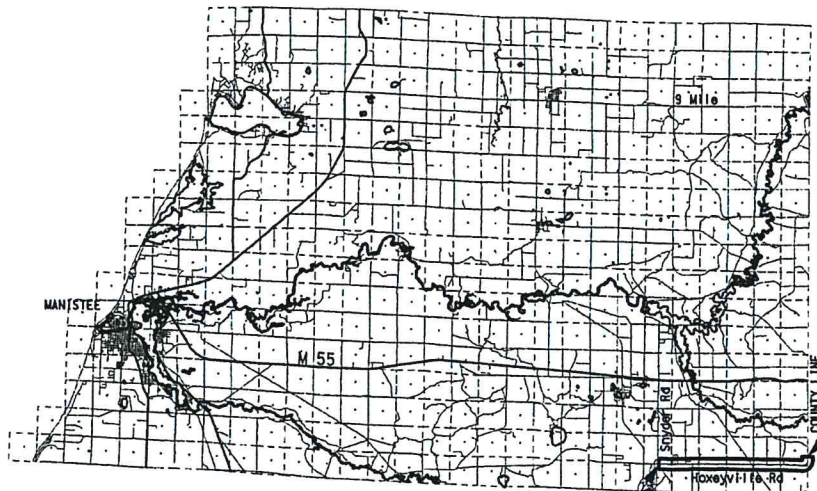 9 Mile
MANISTEE
M 55
Snyder Rd
COUNTY LINE
Hoxeyville Rd